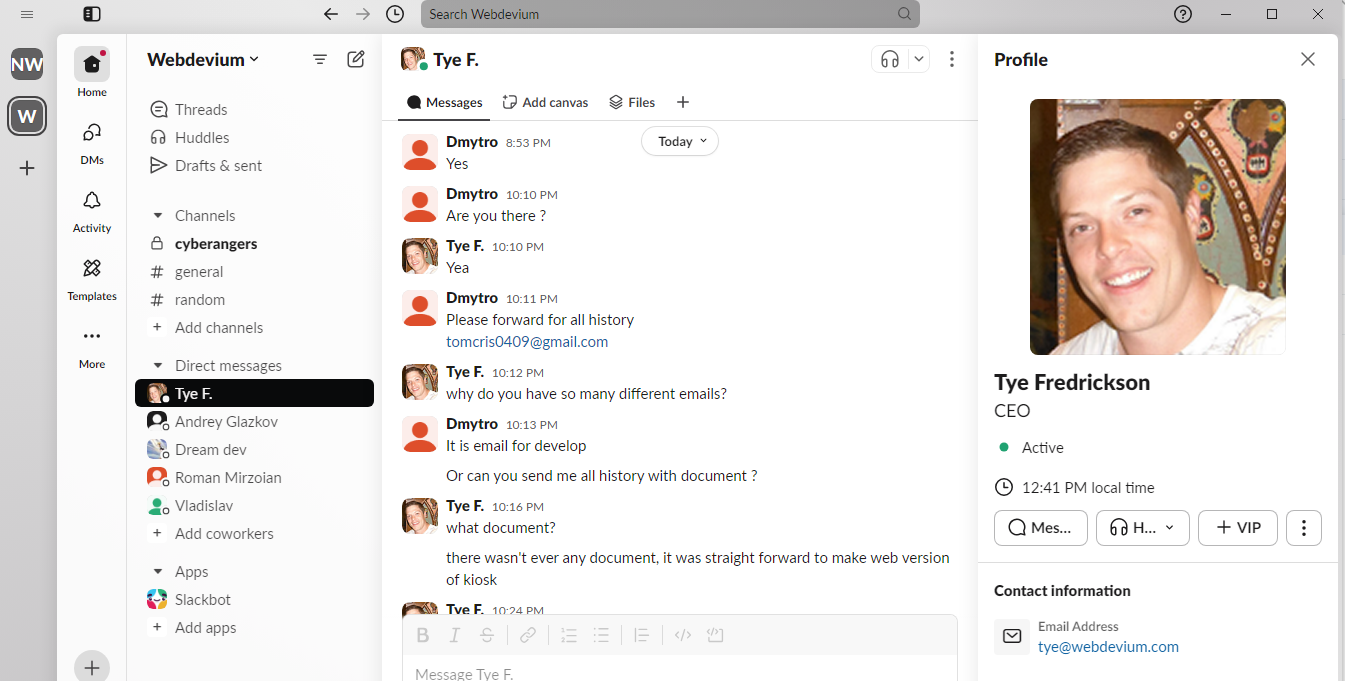 Search Webdevium
NW
W
Home
DMs
Activity
Templates
More
Webdevium
Threads
Huddles
Drafts & sent
Channels
cyberangers
# general
# random
+ Add channels
Direct messages
Tye F.
Andrey Glazkov
Dream dev
Roman Mirzoian
Vladislav
+ Add coworkers
Apps
Slackbot
+ Add apps
Tye F.
Messages
Add canvas
Files
Today
Dmytro 8:53 PM
Yes
Dmytro 10:10 PM
Are you there ?
Tye F. 10:10 PM
Yea
Dmytro 10:11 PM
Please forward for all history
tomcris0409@gmail.com
Tye F. 10:12 PM
why do you have so many different emails?
Dmytro 10:13 PM
It is email for develop
Or can you send me all history with document ?
Tye F. 10:16 PM
what document?
there wasn't ever any document, it was straight forward to make web version
of kiosk
Tye F. 10:24 PM
B I S
Message Tye F.
Profile
Tye Fredrickson
CEO
Active
12:41 PM local time
Mes...
H...
+ VIP
Contact information
Email Address
tye@webdevium.com